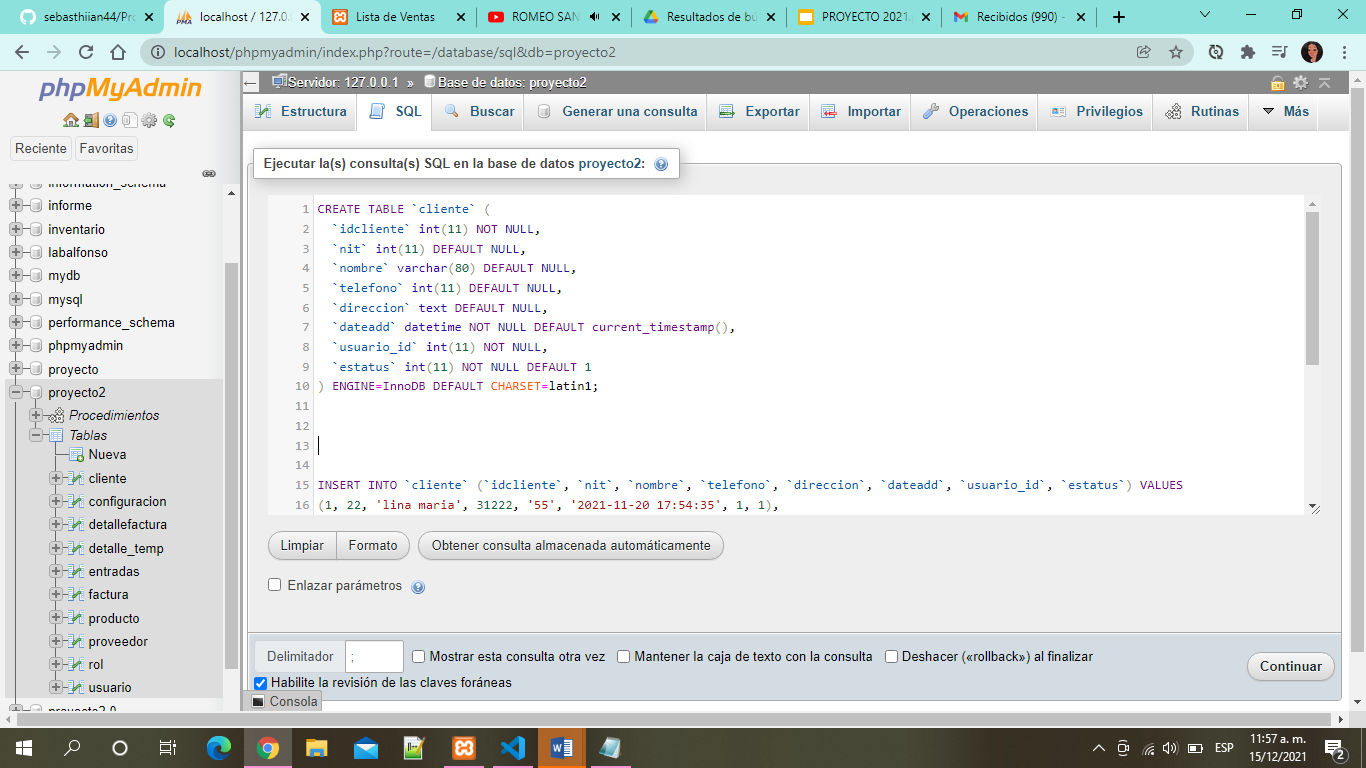 sebasthiian44/Pro
localhost / 127.0.
Lista de Ventas
ROMEO SAN
Resultados de bú
PROYECTO 2021.
Recibidos (990) -
localhost/phpmyadmin/index.php?route=/database/sql&db=proyecto2
phpMyAdmin
Reciente
Favoritas
information_schema
informe
inventario
labalfonso
mydb
mysql
performance_schema
phpmyadmin
proyecto
proyecto2
Procedimientos
Tablas
Nueva
cliente
configuracion
detallefactura
detalle_temp
entradas
factura
producto
proveedor
rol
usuario
proyecto2.0
Servidor: 127.0.0.1 » Base de datos: proyecto2
Estructura
SQL
Buscar
Generar una consulta
Exportar
Importar
Operaciones
Privilegios
Rutinas
Más
Ejecutar la(s) consulta(s) SQL en la base de datos proyecto2:
1 CREATE TABLE `cliente` (
2 `idcliente` int(11) NOT NULL,
3 `nit` int(11) DEFAULT NULL,
4 `nombre` varchar(80) DEFAULT NULL,
5 `telefono` int(11) DEFAULT NULL,
6 `direccion` text DEFAULT NULL,
7 `dateadd` datetime NOT NULL DEFAULT current_timestamp(),
8 `usuario_id` int(11) NOT NULL,
9 `estatus` int(11) NOT NULL DEFAULT 1
10 ) ENGINE=InnoDB DEFAULT CHARSET=latin1;
11
12
13
14
15 INSERT INTO `cliente` (`idcliente`, `nit`, `nombre`, `telefono`, `direccion`, `dateadd`, `usuario_id`, `estatus`) VALUES
16 (1, 22, 'lina maria', 31222, '55', '2021-11-20 17:54:35', 1, 1),
Limpiar
Formato
Obtener consulta almacenada automáticamente
Enlazar parámetros
Delimitador ;
Mostrar esta consulta otra vez
Mantener la caja de texto con la consulta
Deshacer («rollback») al finalizar
Habilite la revisión de las claves foráneas
Continuar
Consola
ESP
11:57 a. m.
15/12/2021
2